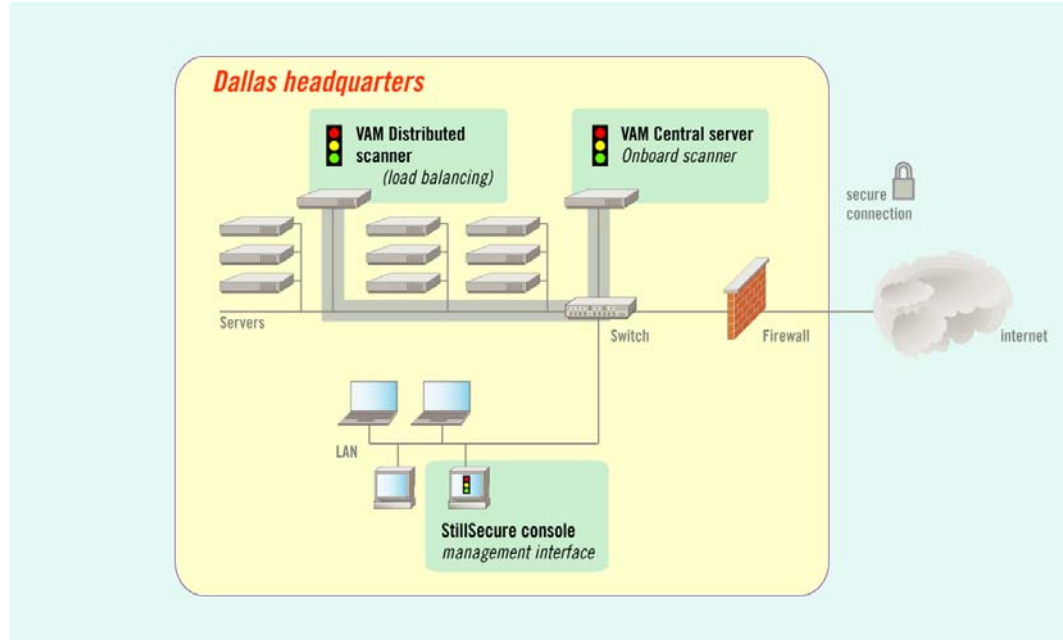 Dallas headquarters
VAM Distributed
scanner
(load balancing)
VAM Central server
Onboard scanner
secure
connection
Servers
Switch
Firewall
internet
LAN
StillSecure console
management interface